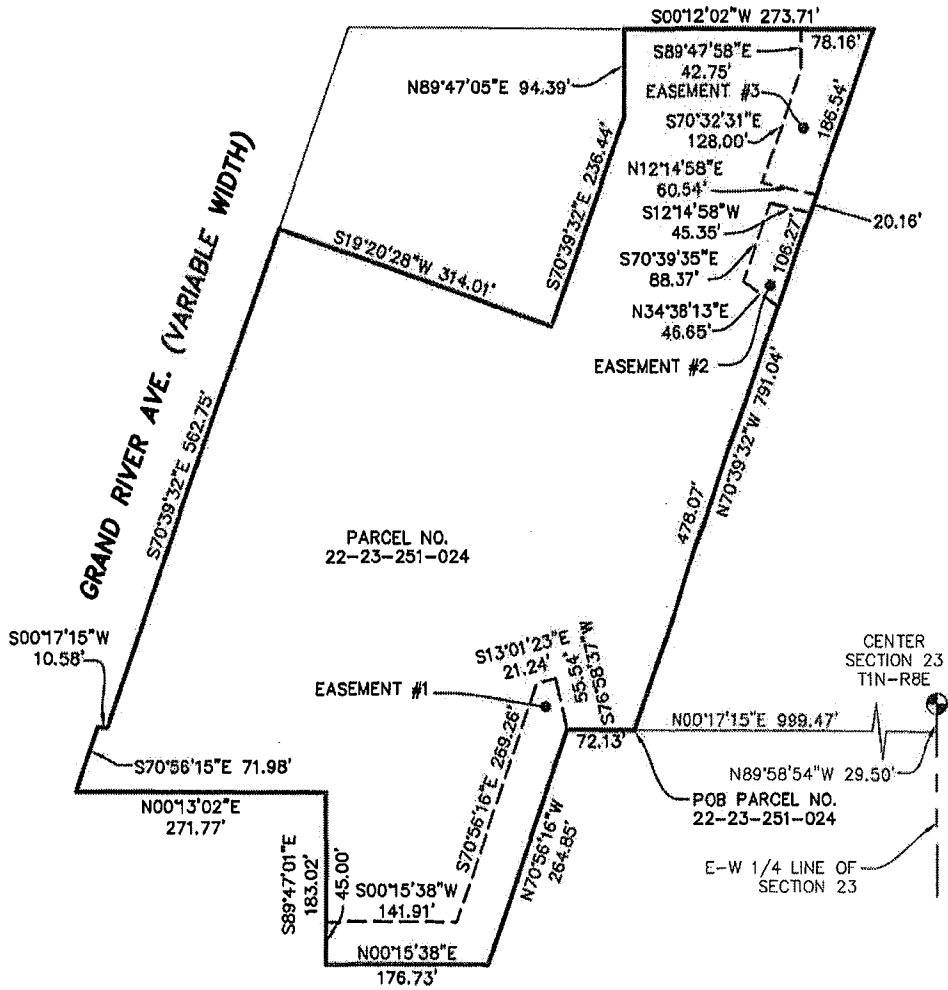 S00°12'02"W 273.71'
S89°47'58"E
42.75'
78.16'
N89°47'05"E 94.39'
EASEMENT #3
186.54'
S70°32'31"E
128.00'
S70°39'32"E 236.44'
N12°14'58"E
60.54'
S12°14'58"W
45.35'
20.16'
S19°20'28"W 314.01'
S70°39'35"E
88.37'
106.27'
N34°38'13"E
46.65'
EASEMENT #2
GRAND RIVER AVE. (VARIABLE WIDTH)
S70°39'32"E 562.75'
N70°39'32"W 791.04'
478.07'
PARCEL NO.
22-23-251-024
S00°17'15"W
10.58'
S13°01'23"E
21.24'
S76°58'37"W
55.54'
CENTER
SECTION 23
T1N-R8E
EASEMENT #1
N00°17'15"E 999.47'
72.13'
S70°56'15"E 71.98'
S70°56'16"E 269.26'
N89°58'54"W 29.50'
POB PARCEL NO.
22-23-251-024
N00°13'02"E
271.77'
N70°56'16"W
264.85'
E-W 1/4 LINE OF
SECTION 23
S89°47'01"E
183.02'
45.00'
S00°15'38"W
141.91'
N00°15'38"E
176.73'